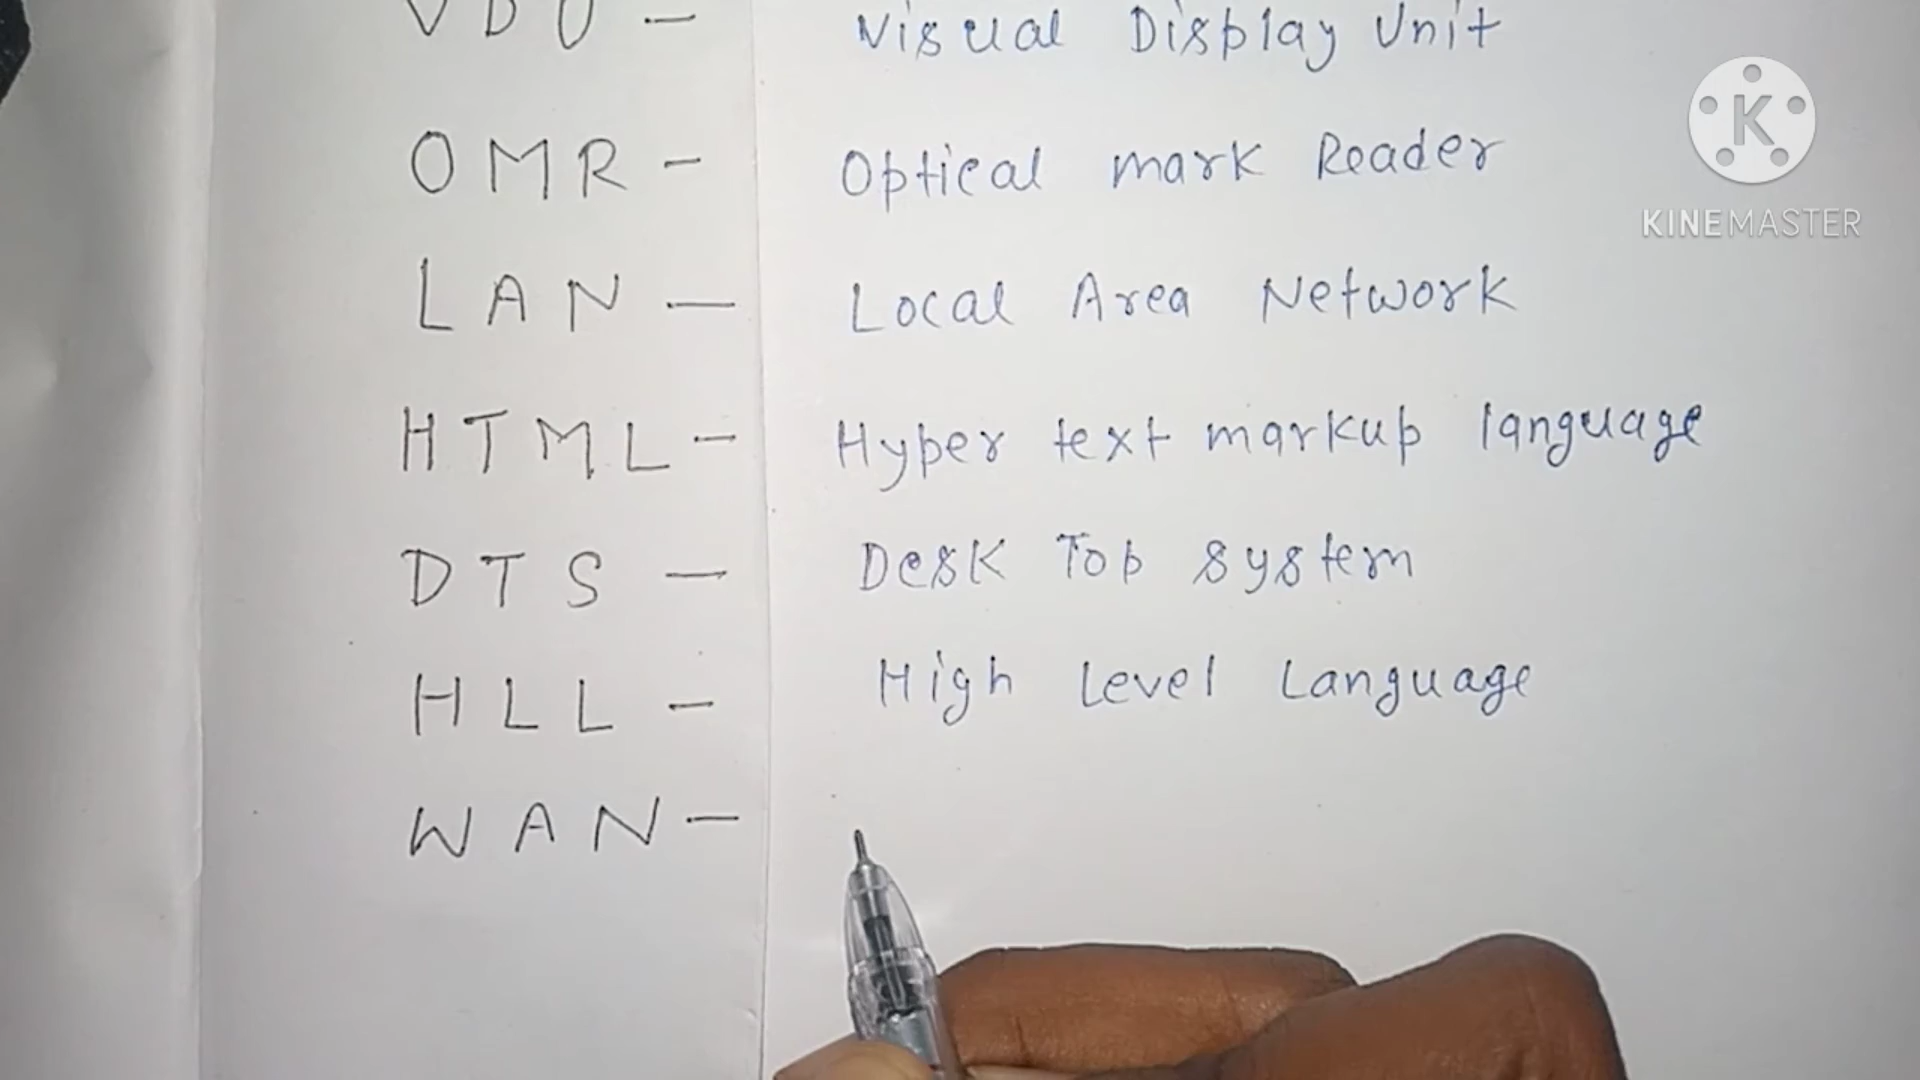 VDU - Visual Display Unit
OMR - Optical mark Reader
LAN - Local Area Network
HTML - Hyper text markup language
DTS - Desk Top System
HLL - High Level Language
WAN -
K
KINEMASTER